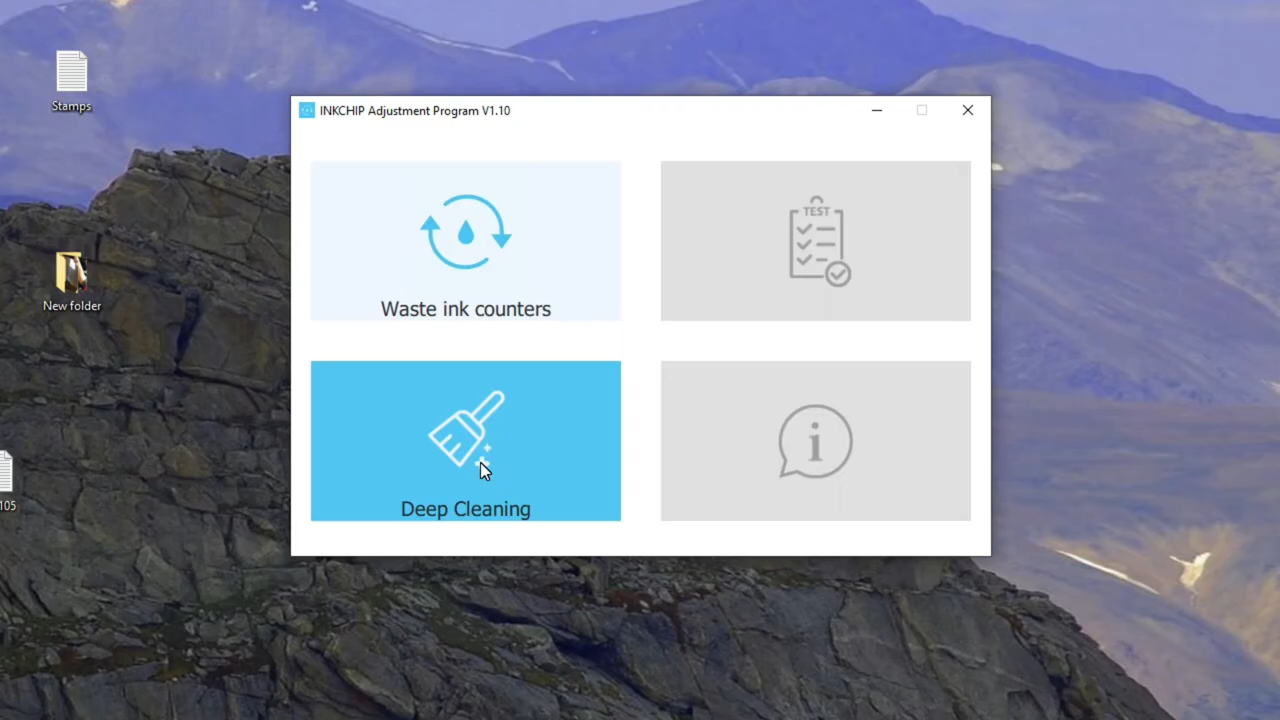 Stamps
New folder
105
INKCHIP Adjustment Program V1.10
Waste ink counters
TEST
Deep Cleaning
i